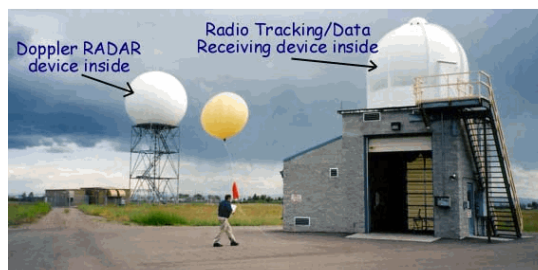 Doppler RADAR
device inside
Radio Tracking/Data
Receiving device inside